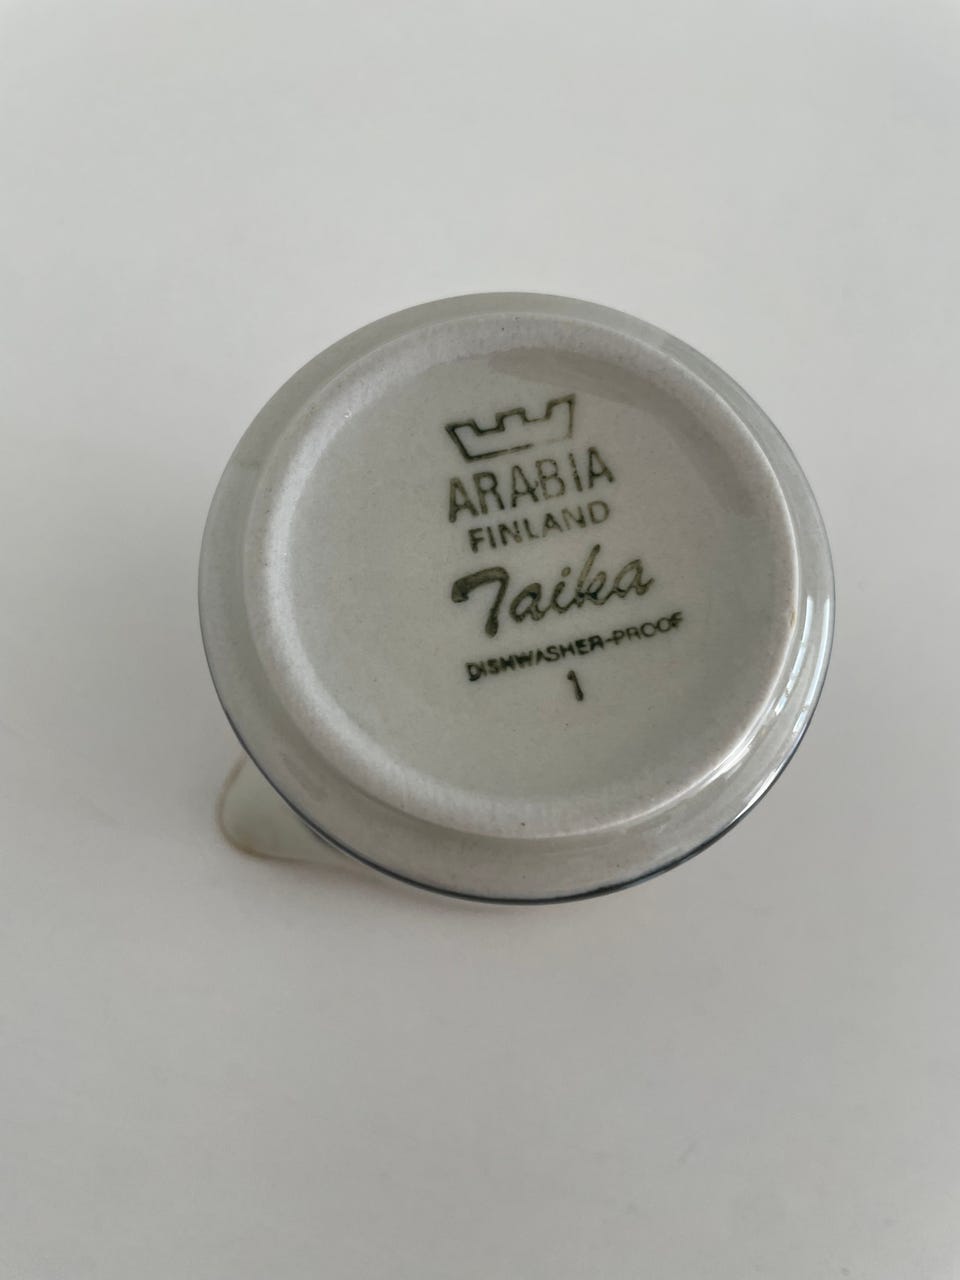 ARABIA
FINLAND
Taika
DISHWASHER-PROOF
1